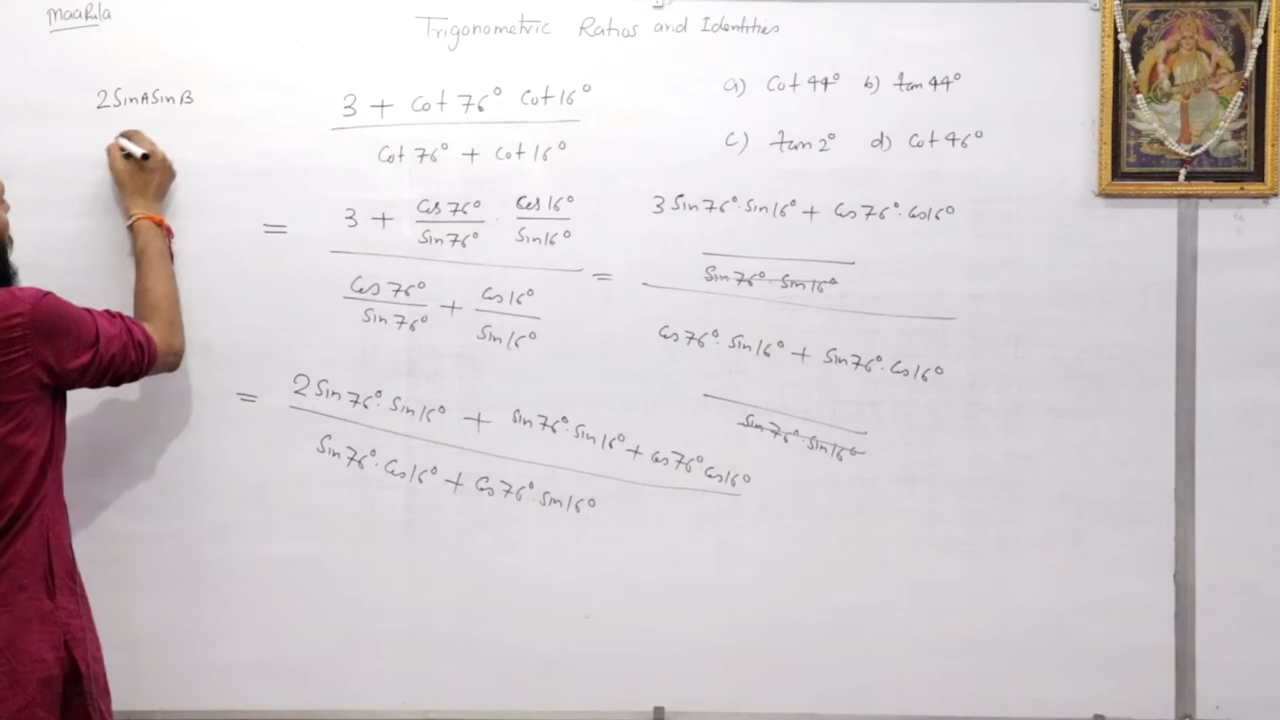 MaaPula
Trigonometric Ratios and Identities
2SinASinB
3 + Cot 76° Cot 16°
Cot 76° + Cot 16°
a) Cot 44° b) tan 44°
c) tan 2° d) Cot 46°
= 3 + Cos 76° / Sin 76° . Cos 16° / Sin 16°
Cos 76° / Sin 76° + Cos 16° / Sin 16°
= 3 Sin 76°. Sin 16° + Cos 76°. Cos 16°
Sin 76°. Sin 16°
Cos 76°. Sin 16° + Sin 76°. Cos 16°
Sin 76°. Sin 16°
= 2 Sin 76°. Sin 16° + Sin 76°. Sin 16° + Cos 76° Cos 16°
Sin 76°. Cos 16° + Cos 76°. Sin 16°